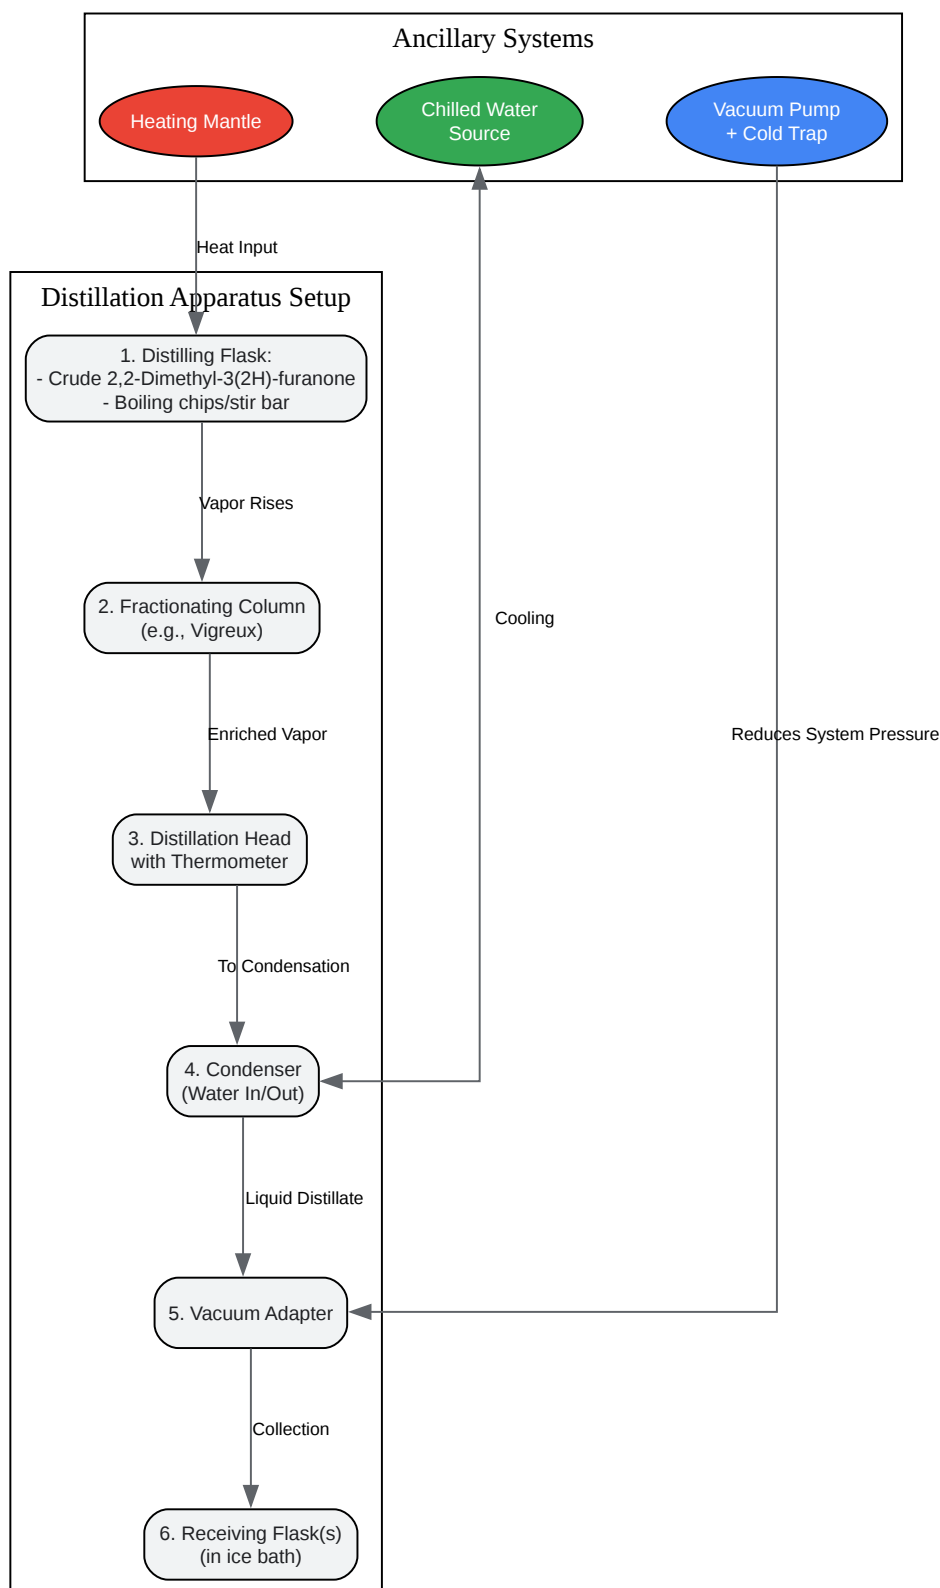 Ancillary Systems
Heating Mantle
Chilled Water
Source
Vacuum Pump
+ Cold Trap
Heat Input
Distillation Apparatus Setup
1. Distilling Flask:
- Crude 2,2-Dimethyl-3(2H)-furanone
- Boiling chips/stir bar
Vapor Rises
2. Fractionating Column
(e.g., Vigreux)
Cooling
Enriched Vapor
Reduces System Pressure
3. Distillation Head
with Thermometer
To Condensation
4. Condenser
(Water In/Out)
Liquid Distillate
5. Vacuum Adapter
Collection
6. Receiving Flask(s)
(in ice bath)